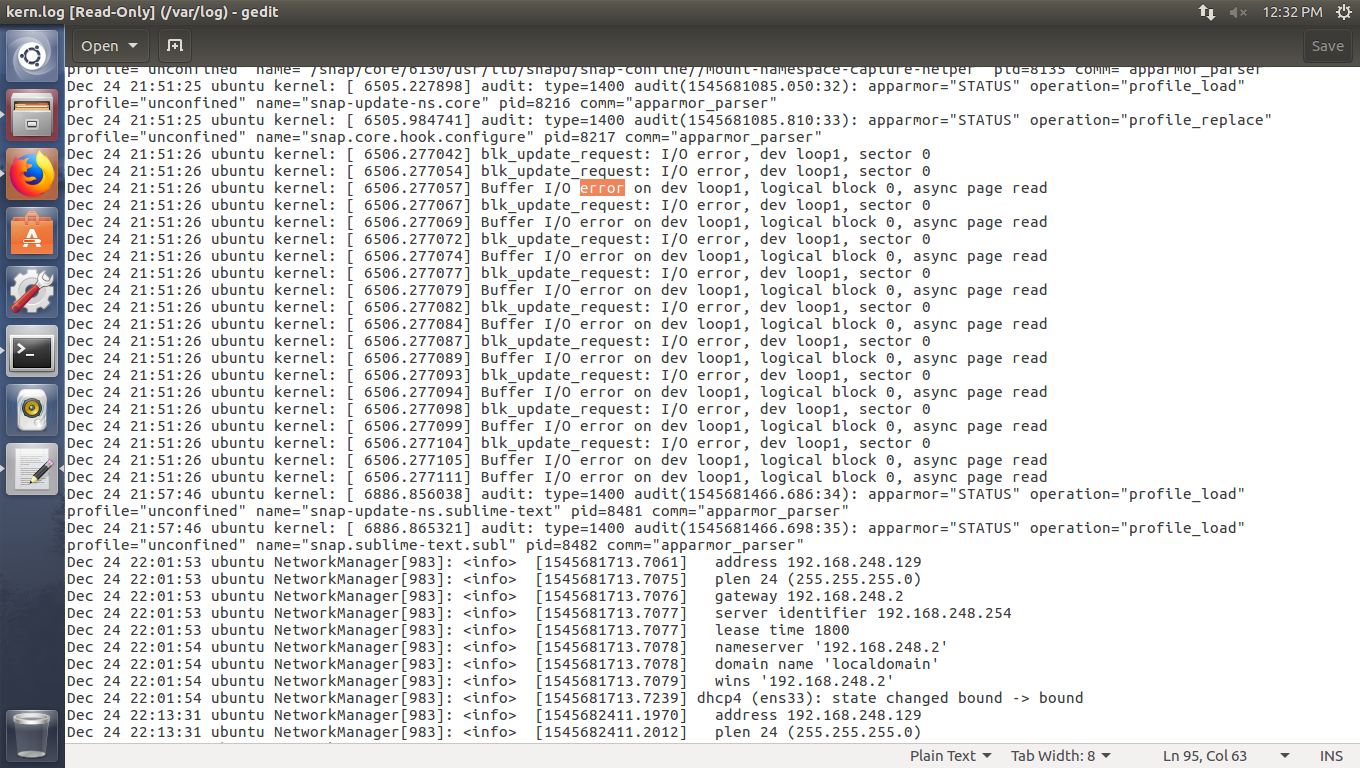 kern.log [Read-Only] (/var/log) - gedit
12:32 PM
Open
Save
profile="unconfined" name="/snap/core/6130/usr/lib/snapd/snap-confine//mount-namespace-capture-helper" pid=8135 comm="apparmor_parser"
Dec 24 21:51:25 ubuntu kernel: [ 6505.227898] audit: type=1400 audit(1545681085.050:32): apparmor="STATUS" operation="profile_load"
profile="unconfined" name="snap-update-ns.core" pid=8216 comm="apparmor_parser"
Dec 24 21:51:25 ubuntu kernel: [ 6505.984741] audit: type=1400 audit(1545681085.810:33): apparmor="STATUS" operation="profile_replace"
profile="unconfined" name="snap.core.hook.configure" pid=8217 comm="apparmor_parser"
Dec 24 21:51:26 ubuntu kernel: [ 6506.277042] blk_update_request: I/O error, dev loop1, sector 0
Dec 24 21:51:26 ubuntu kernel: [ 6506.277054] blk_update_request: I/O error, dev loop1, sector 0
Dec 24 21:51:26 ubuntu kernel: [ 6506.277057] Buffer I/O error on dev loop1, logical block 0, async page read
Dec 24 21:51:26 ubuntu kernel: [ 6506.277067] blk_update_request: I/O error, dev loop1, sector 0
Dec 24 21:51:26 ubuntu kernel: [ 6506.277069] Buffer I/O error on dev loop1, logical block 0, async page read
Dec 24 21:51:26 ubuntu kernel: [ 6506.277072] blk_update_request: I/O error, dev loop1, sector 0
Dec 24 21:51:26 ubuntu kernel: [ 6506.277074] Buffer I/O error on dev loop1, logical block 0, async page read
Dec 24 21:51:26 ubuntu kernel: [ 6506.277077] blk_update_request: I/O error, dev loop1, sector 0
Dec 24 21:51:26 ubuntu kernel: [ 6506.277079] Buffer I/O error on dev loop1, logical block 0, async page read
Dec 24 21:51:26 ubuntu kernel: [ 6506.277082] blk_update_request: I/O error, dev loop1, sector 0
Dec 24 21:51:26 ubuntu kernel: [ 6506.277084] Buffer I/O error on dev loop1, logical block 0, async page read
Dec 24 21:51:26 ubuntu kernel: [ 6506.277087] blk_update_request: I/O error, dev loop1, sector 0
Dec 24 21:51:26 ubuntu kernel: [ 6506.277089] Buffer I/O error on dev loop1, logical block 0, async page read
Dec 24 21:51:26 ubuntu kernel: [ 6506.277093] blk_update_request: I/O error, dev loop1, sector 0
Dec 24 21:51:26 ubuntu kernel: [ 6506.277094] Buffer I/O error on dev loop1, logical block 0, async page read
Dec 24 21:51:26 ubuntu kernel: [ 6506.277098] blk_update_request: I/O error, dev loop1, sector 0
Dec 24 21:51:26 ubuntu kernel: [ 6506.277099] Buffer I/O error on dev loop1, logical block 0, async page read
Dec 24 21:51:26 ubuntu kernel: [ 6506.277104] blk_update_request: I/O error, dev loop1, sector 0
Dec 24 21:51:26 ubuntu kernel: [ 6506.277105] Buffer I/O error on dev loop1, logical block 0, async page read
Dec 24 21:51:26 ubuntu kernel: [ 6506.277111] Buffer I/O error on dev loop1, logical block 0, async page read
Dec 24 21:57:46 ubuntu kernel: [ 6886.856038] audit: type=1400 audit(1545681466.686:34): apparmor="STATUS" operation="profile_load"
profile="unconfined" name="snap-update-ns.sublime-text" pid=8481 comm="apparmor_parser"
Dec 24 21:57:46 ubuntu kernel: [ 6886.865321] audit: type=1400 audit(1545681466.698:35): apparmor="STATUS" operation="profile_load"
profile="unconfined" name="snap.sublime-text.subl" pid=8482 comm="apparmor_parser"
Dec 24 22:01:53 ubuntu NetworkManager[983]: <info>  [1545681713.7061]   address 192.168.248.129
Dec 24 22:01:53 ubuntu NetworkManager[983]: <info>  [1545681713.7075]   plen 24 (255.255.255.0)
Dec 24 22:01:53 ubuntu NetworkManager[983]: <info>  [1545681713.7076]   gateway 192.168.248.2
Dec 24 22:01:53 ubuntu NetworkManager[983]: <info>  [1545681713.7077]   server identifier 192.168.248.254
Dec 24 22:01:53 ubuntu NetworkManager[983]: <info>  [1545681713.7077]   lease time 1800
Dec 24 22:01:54 ubuntu NetworkManager[983]: <info>  [1545681713.7078]   nameserver '192.168.248.2'
Dec 24 22:01:54 ubuntu NetworkManager[983]: <info>  [1545681713.7078]   domain name 'localdomain'
Dec 24 22:01:54 ubuntu NetworkManager[983]: <info>  [1545681713.7079]   wins '192.168.248.2'
Dec 24 22:01:54 ubuntu NetworkManager[983]: <info>  [1545681713.7239] dhcp4 (ens33): state changed bound -> bound
Dec 24 22:13:31 ubuntu NetworkManager[983]: <info>  [1545682411.1970]   address 192.168.248.129
Dec 24 22:13:31 ubuntu NetworkManager[983]: <info>  [1545682411.2012]   plen 24 (255.255.255.0)
Plain Text
Tab Width: 8
Ln 95, Col 63
INS